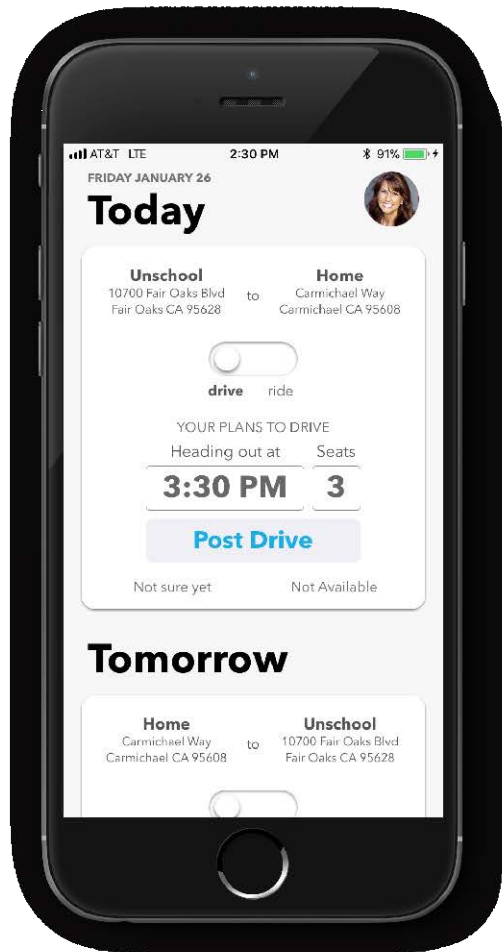 AT&T LTE 2:30 PM 91%
FRIDAY JANUARY 26
Today
Unschool
10700 Fair Oaks Blvd
Fair Oaks CA 95628
to
Home
Carmichael Way
Carmichael CA 95608
drive ride
YOUR PLANS TO DRIVE
Heading out at Seats
3:30 PM 3
Post Drive
Not sure yet Not Available
Tomorrow
Home
Carmichael Way
Carmichael CA 95608
to
Unschool
10700 Fair Oaks Blvd
Fair Oaks CA 95628